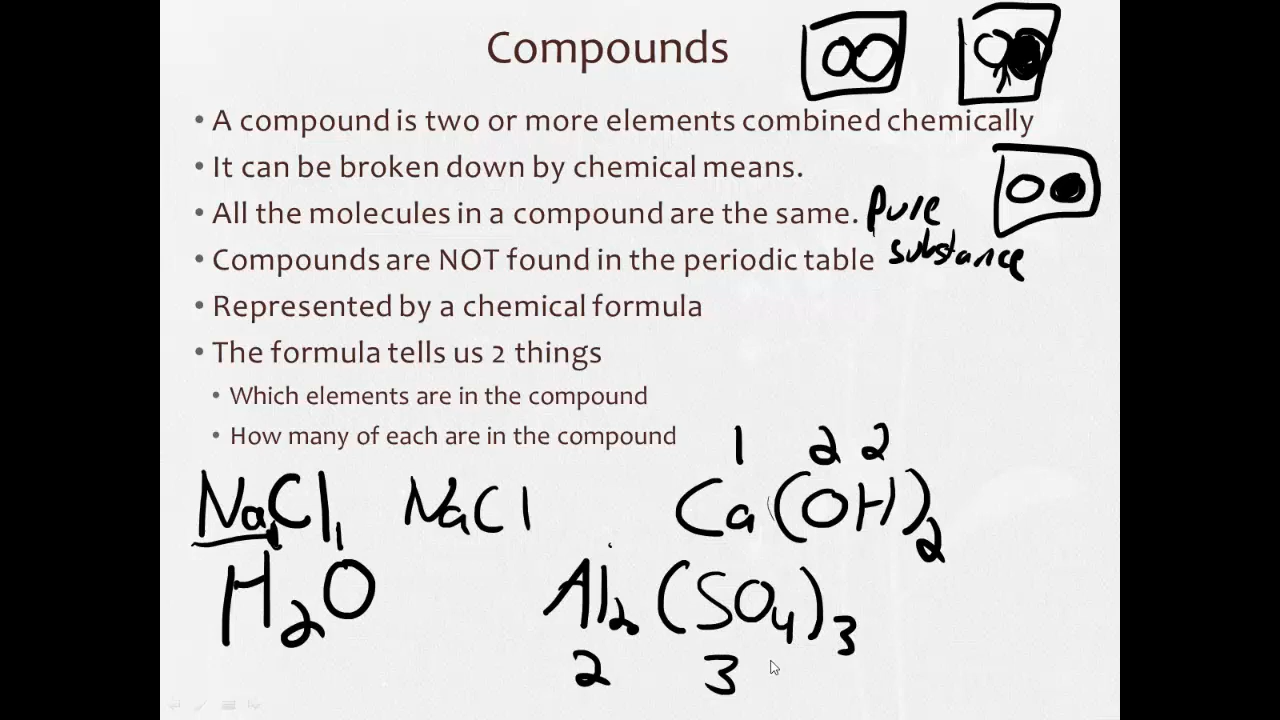 Compounds
• A compound is two or more elements combined chemically
• It can be broken down by chemical means.
• All the molecules in a compound are the same. Pure substance
• Compounds are NOT found in the periodic table
• Represented by a chemical formula
• The formula tells us 2 things
• Which elements are in the compound
• How many of each are in the compound
1 2 2
Na₁Cl₁ NaCl Ca(OH)₂
H₂O Al₂(SO₄)₃
2 3